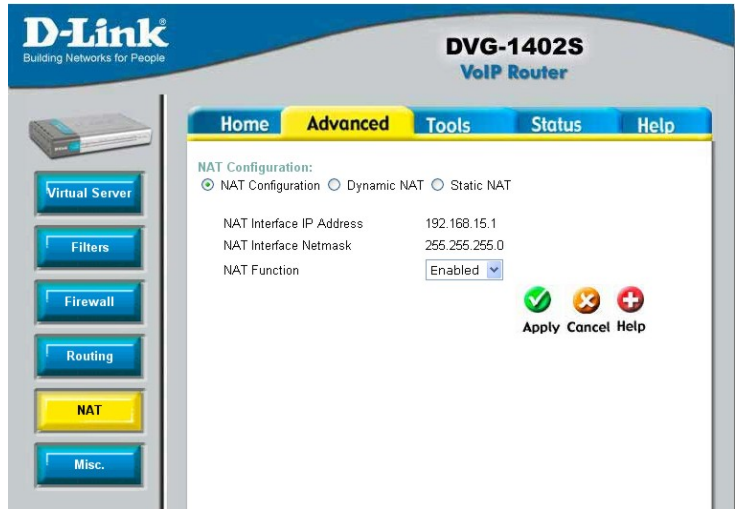 D-Link®
Building Networks for People
DVG-1402S
VoIP Router
Home Advanced Tools Status Help
Virtual Server
Filters
Firewall
Routing
NAT
Misc.
NAT Configuration:
NAT Configuration Dynamic NAT Static NAT
NAT Interface IP Address 192.168.15.1
NAT Interface Netmask 255.255.255.0
NAT Function Enabled
Apply Cancel Help